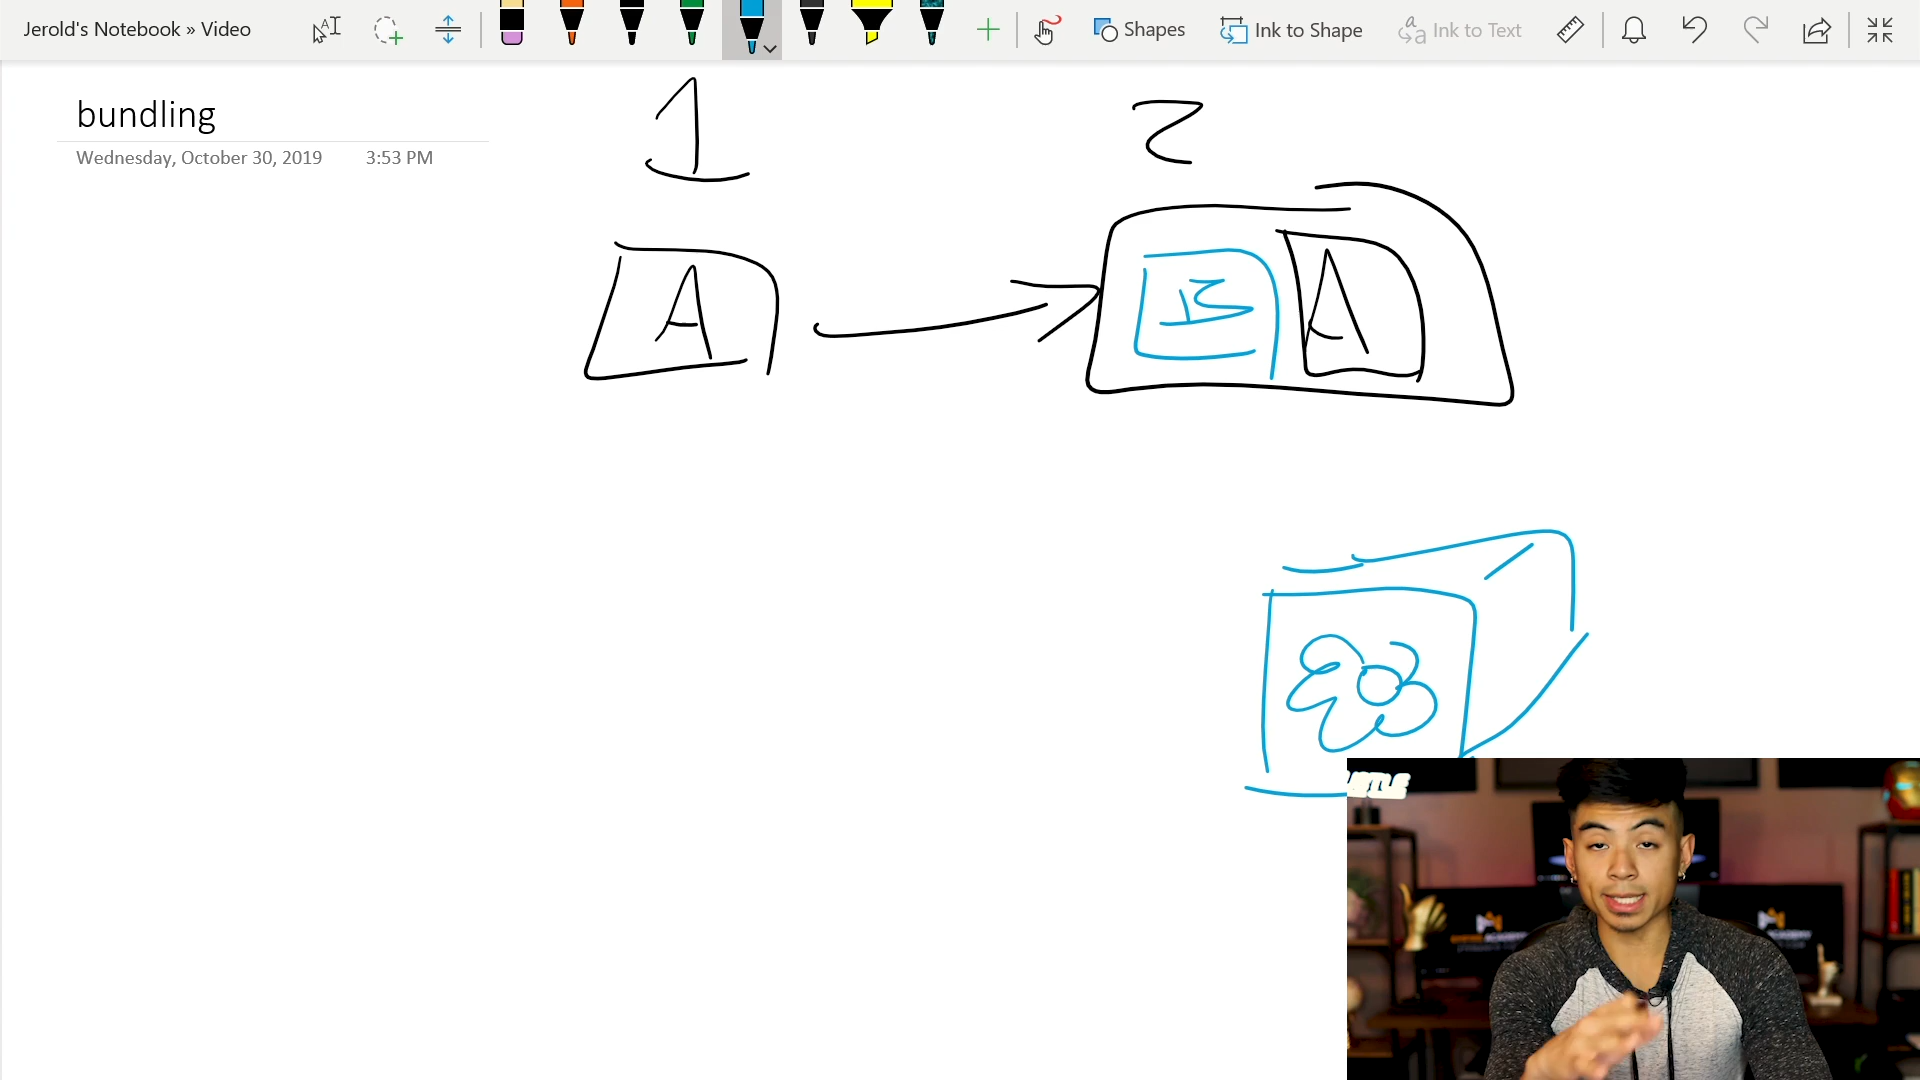 Jerold's Notebook » Video
Shapes
Ink to Shape
Ink to Text
bundling
Wednesday, October 30, 2019 3:53 PM
1
2
A
B
A